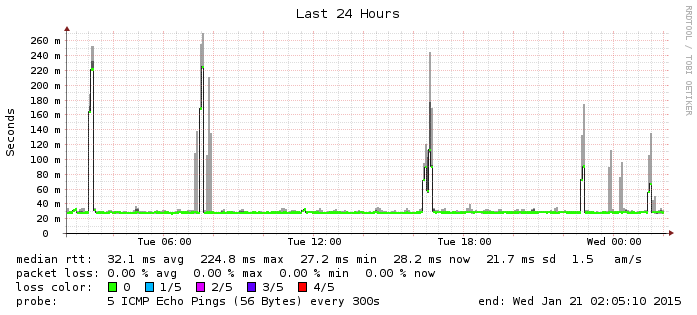 Last 24 Hours
RRDTOOL / TOBI OETIKER
Seconds
260 m
240 m
220 m
200 m
180 m
160 m
140 m
120 m
100 m
80 m
60 m
40 m
20 m
0
Tue 06:00 Tue 12:00 Tue 18:00 Wed 00:00
median rtt: 32.1 ms avg 224.8 ms max 27.2 ms min 28.2 ms now 21.7 ms sd 1.5 am/s
packet loss: 0.00 % avg 0.00 % max 0.00 % min 0.00 % now
loss color: 0 1/5 2/5 3/5 4/5
probe: 5 ICMP Echo Pings (56 Bytes) every 300s end: Wed Jan 21 02:05:10 2015